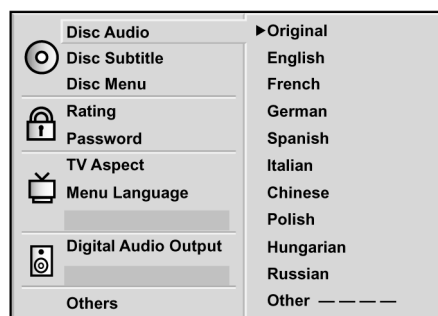 Disc Audio
Disc Subtitle
Disc Menu
Rating
Password
TV Aspect
Menu Language
Digital Audio Output
Others
►Original
English
French
German
Spanish
Italian
Chinese
Polish
Hungarian
Russian
Other — — — —